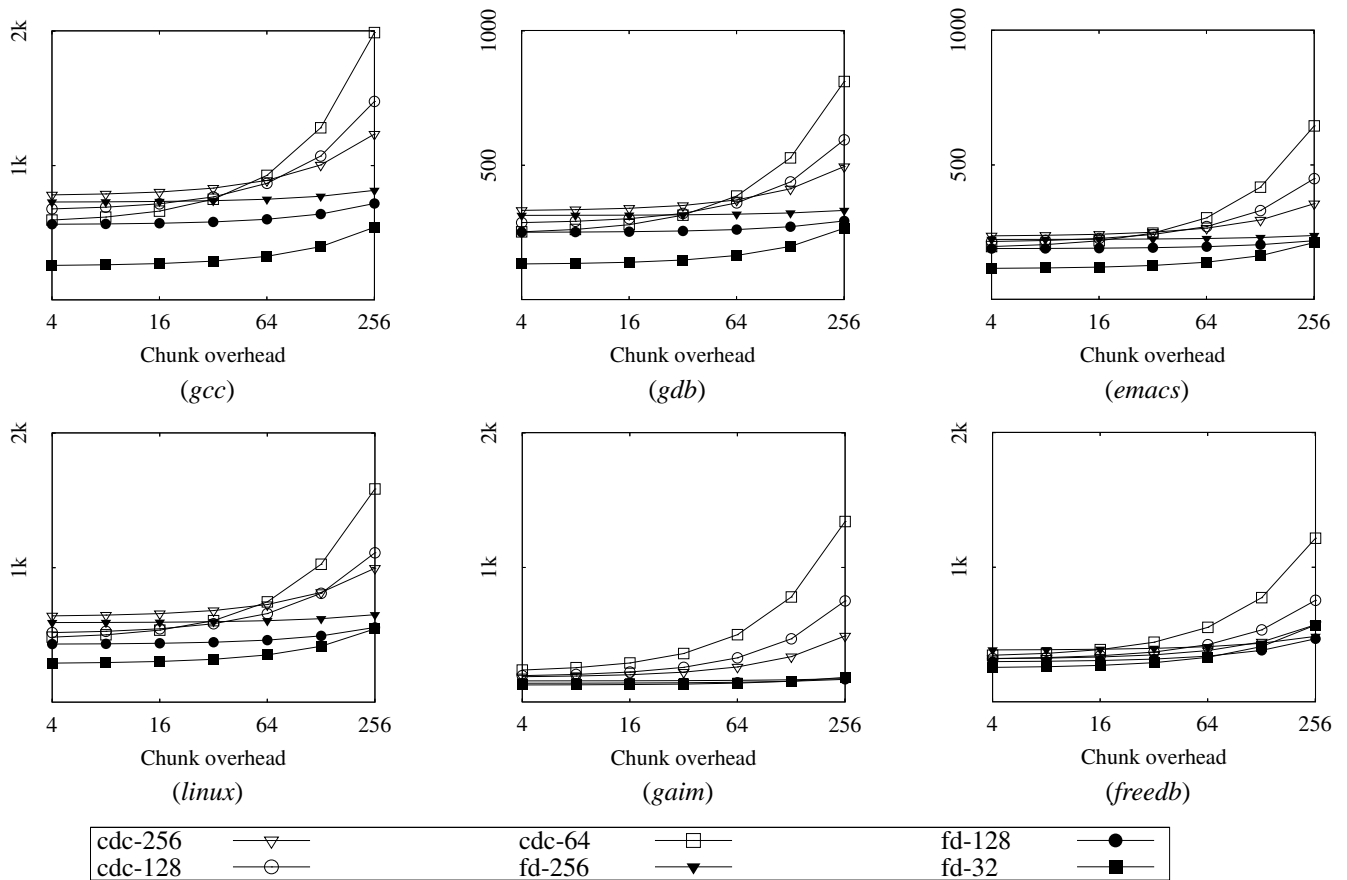 2k
1k
4 16 64 256
Chunk overhead
(gcc)
1000
500
4 16 64 256
Chunk overhead
(gdb)
1000
500
4 16 64 256
Chunk overhead
(emacs)
2k
1k
4 16 64 256
Chunk overhead
(linux)
2k
1k
4 16 64 256
Chunk overhead
(gaim)
2k
1k
4 16 64 256
Chunk overhead
(freedb)
cdc-256 cdc-64 fd-128
cdc-128 fd-256 fd-32